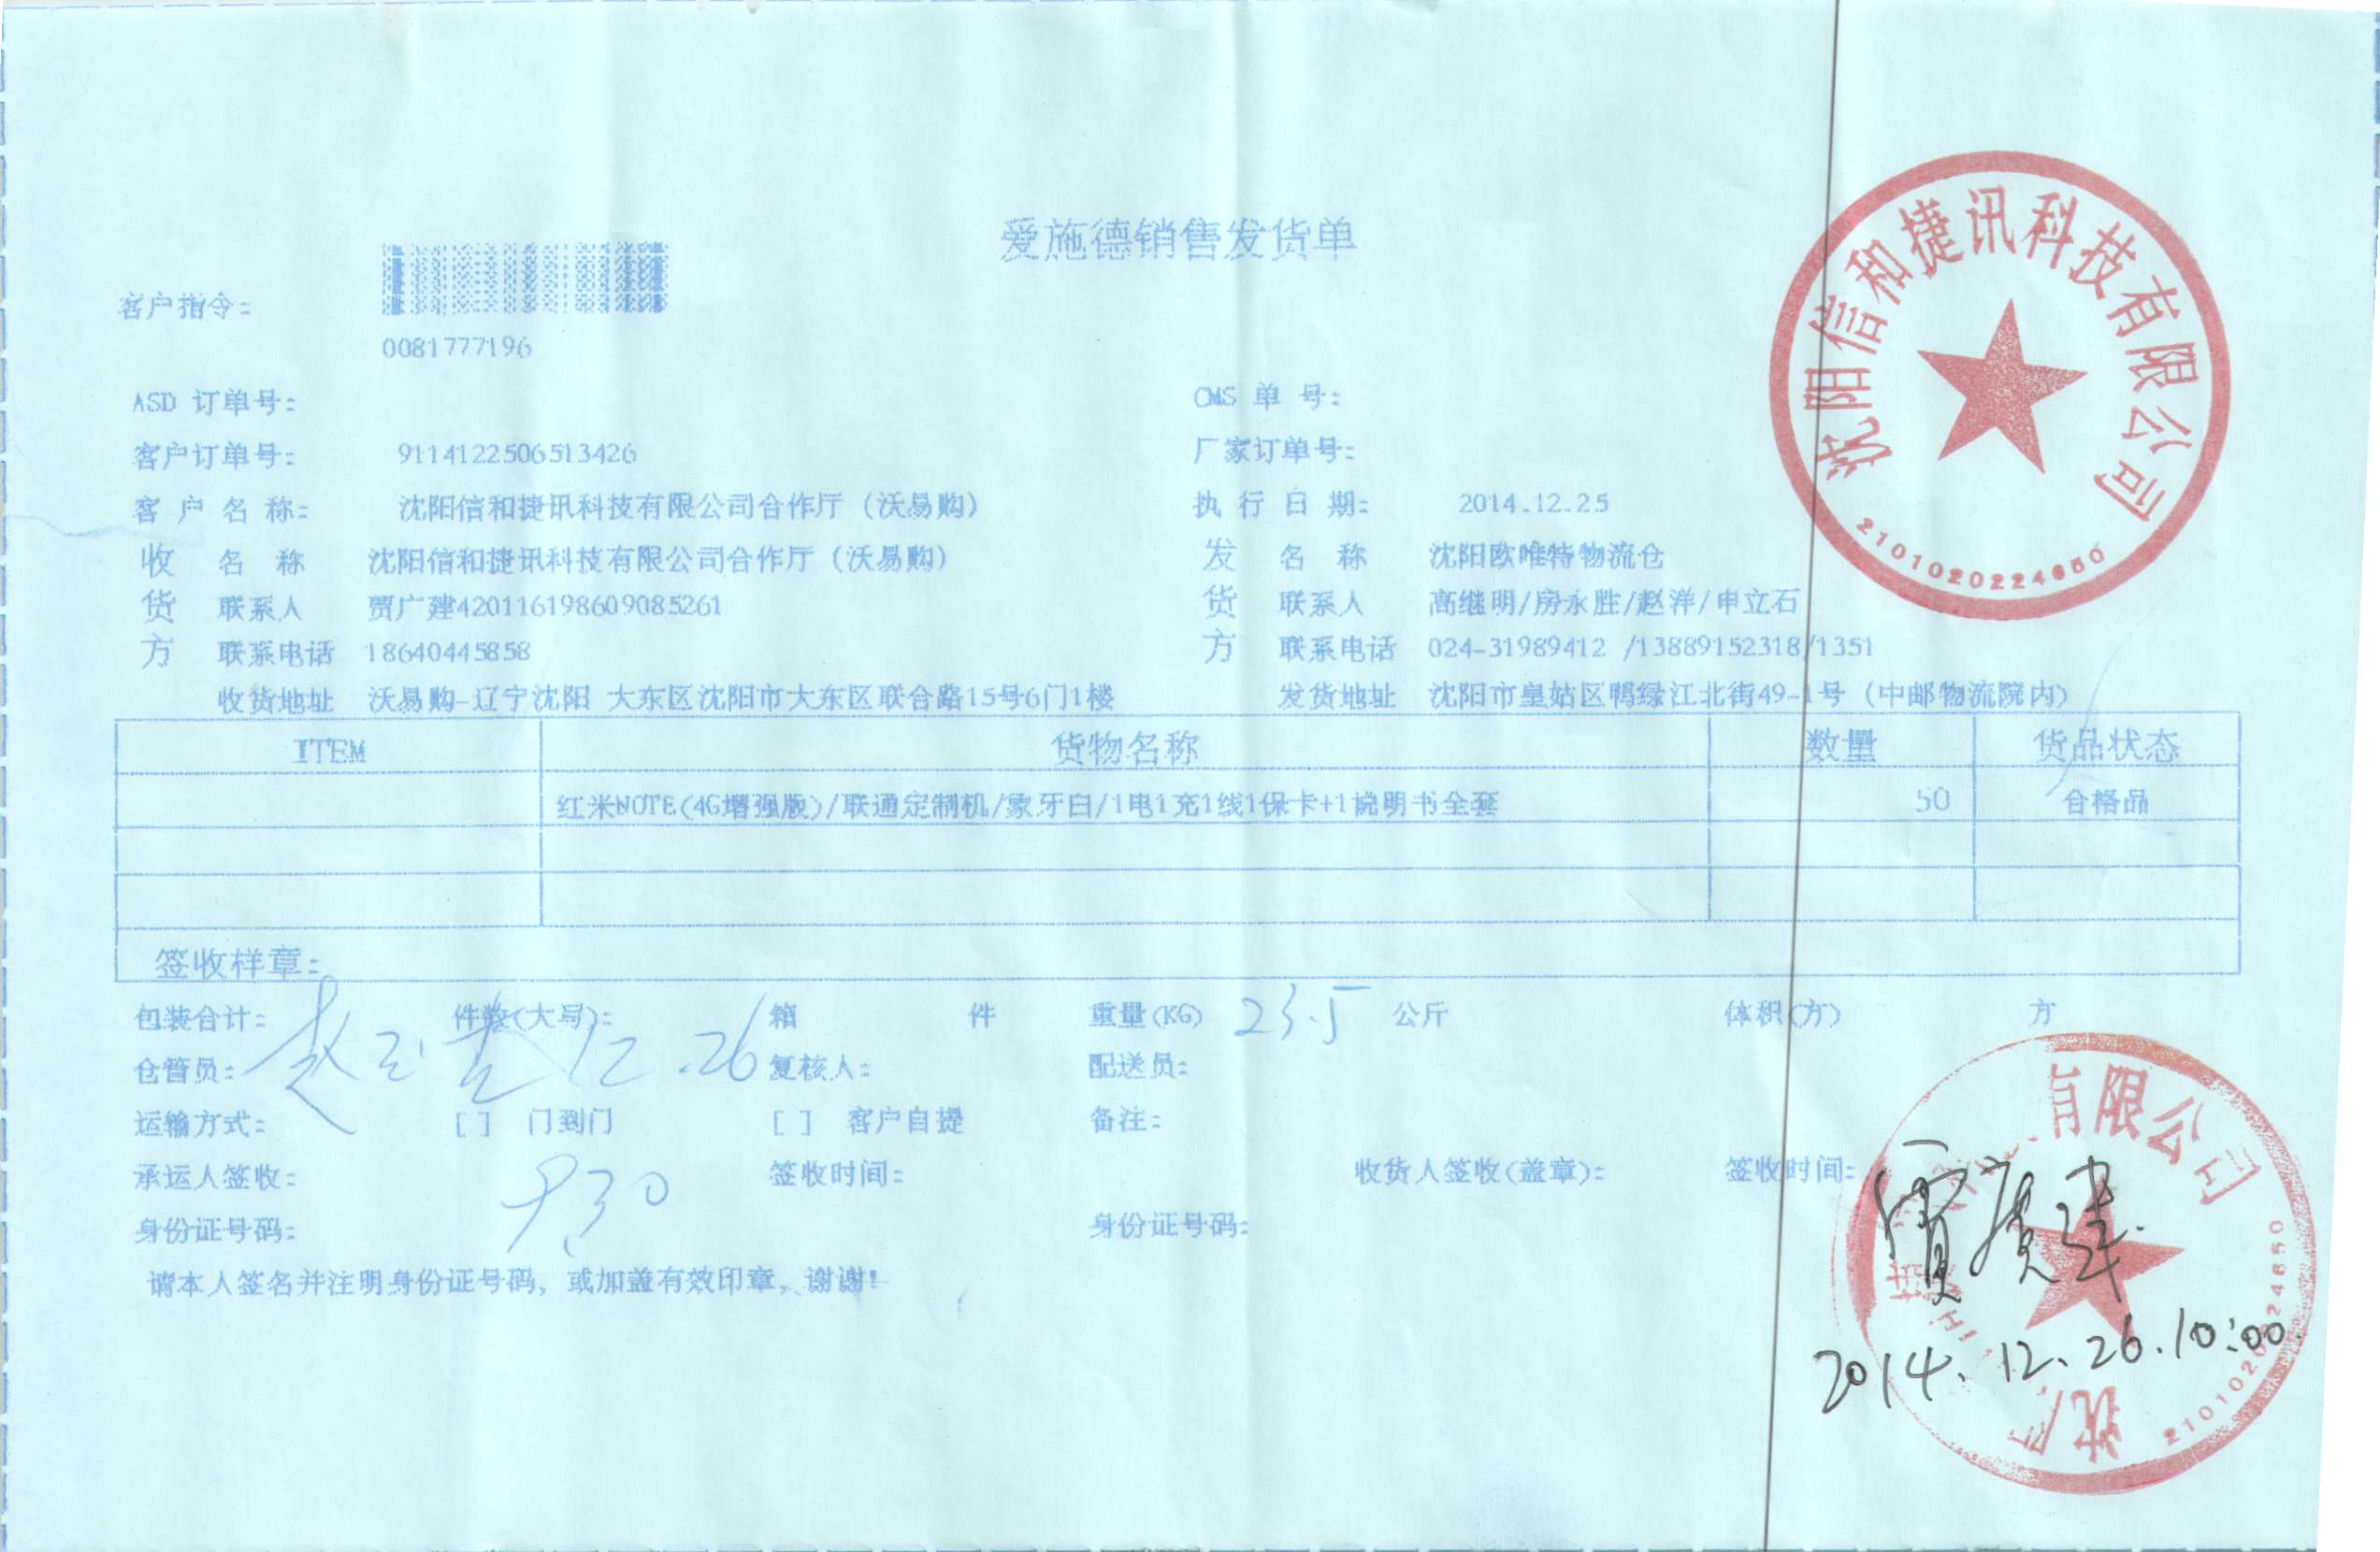 爱施德销售发货单
客户指令:
0081777196
ASD 订单号: CMS 单 号:
客户订单号: 9114122506513426 厂家订单号:
客 户 名 称: 沈阳信和捷讯科技有限公司合作厅（沃易购） 执 行 日 期: 2014.12.25
收 名 称 沈阳信和捷讯科技有限公司合作厅（沃易购） 发 名 称 沈阳欧唯特物流仓
货 联系人 贾广建420116198609085261 货 联系人 高继明/房永胜/赵洋/申立石
方 联系电话 18640445858 方 联系电话 024-31989412 /13889152318/1351
收货地址 沃易购-辽宁沈阳 大东区沈阳市大东区联合路15号6门1楼 发货地址 沈阳市皇姑区鸭绿江北街49-1号（中邮物流院内）
ITEM 货物名称 数量 货品状态
红米NOTE(4G增强版)/联通定制机/象牙白/1电1充1线1保卡+1说明书全套 50 合格品
签收样章:
包装合计: 件数(大写): 箱 件 重量(KG) 23.5 公斤 体积(方) 方
仓管员: 12.26 复核人: 配送员:
运输方式: [ ] 门到门 [ ] 客户自提 备注:
承运人签收: 签收时间: 收货人签收(盖章): 签收时间:
9.30
身份证号码: 身份证号码:
请本人签名并注明身份证号码，或加盖有效印章、谢谢!
沈阳信和捷讯科技有限公司
2101020224650
有限公司
賈廣建
2014.12.26.10:00.